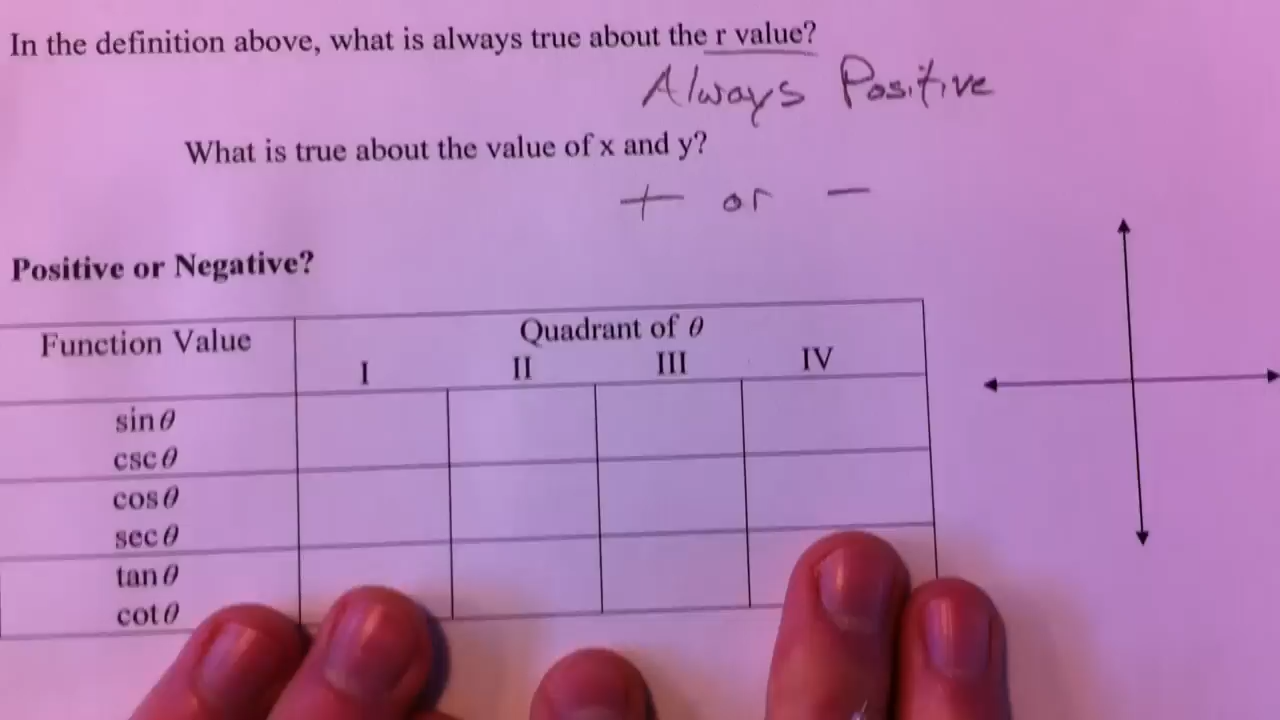 In the definition above, what is always true about the r value?
Always Positive
What is true about the value of x and y?
+ or −
Positive or Negative?
Function Value
Quadrant of θ
I II III IV
sin θ
csc θ
cos θ
sec θ
tan θ
cot θ